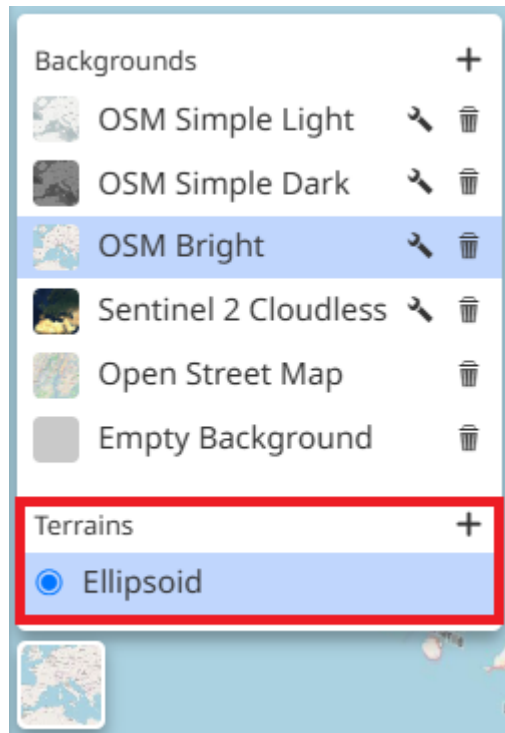 Backgrounds
OSM Simple Light
OSM Simple Dark
OSM Bright
Sentinel 2 Cloudless
Open Street Map
Empty Background
Terrains
Ellipsoid